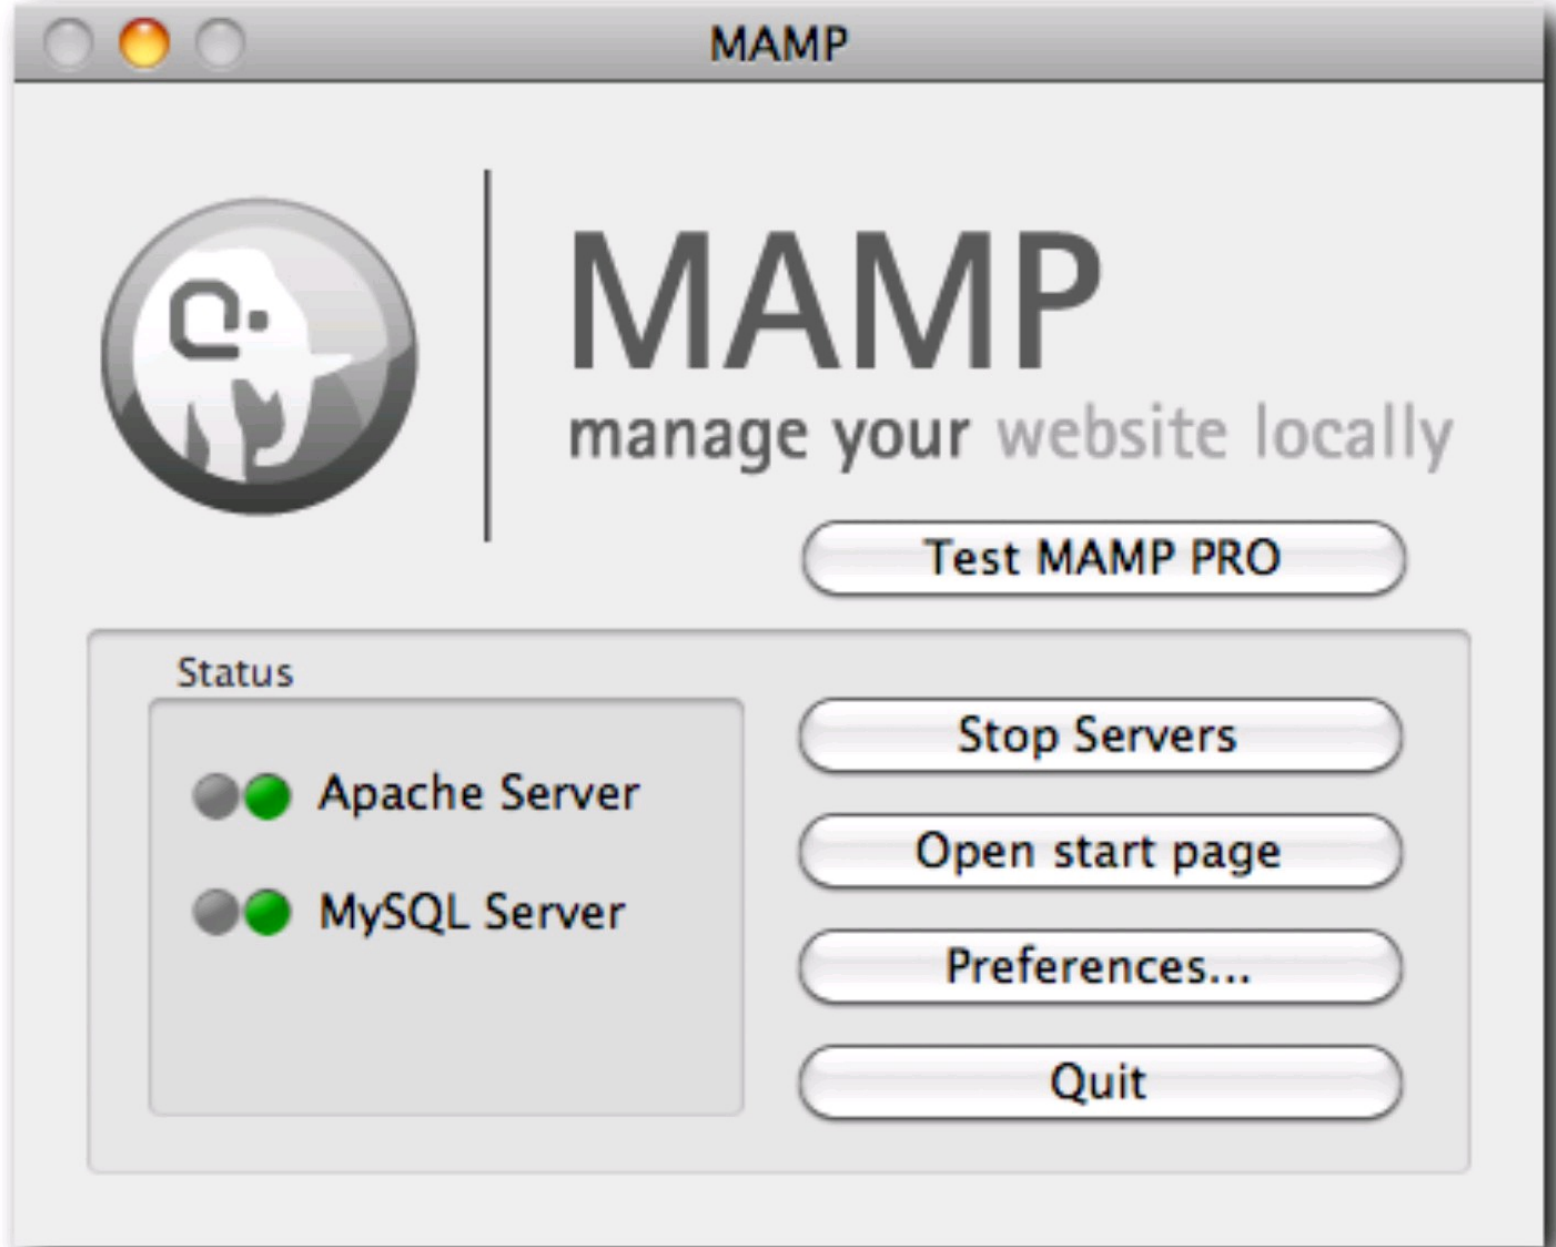 MAMP
MAMP
manage your website locally
Test MAMP PRO
Status
Apache Server
MySQL Server
Stop Servers
Open start page
Preferences...
Quit